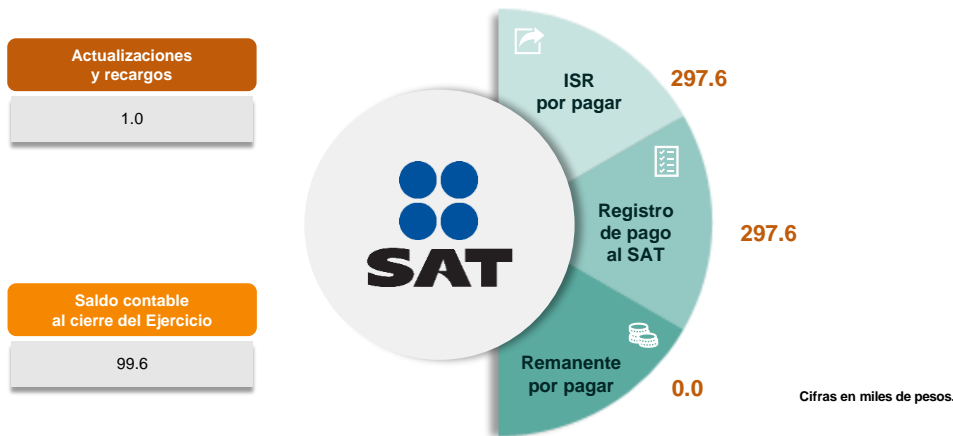 Actualizaciones
y recargos
1.0
Saldo contable
al cierre del Ejercicio
99.6
SAT
ISR
por pagar
297.6
Registro
de pago
al SAT
297.6
Remanente
por pagar
0.0
Cifras en miles de pesos.